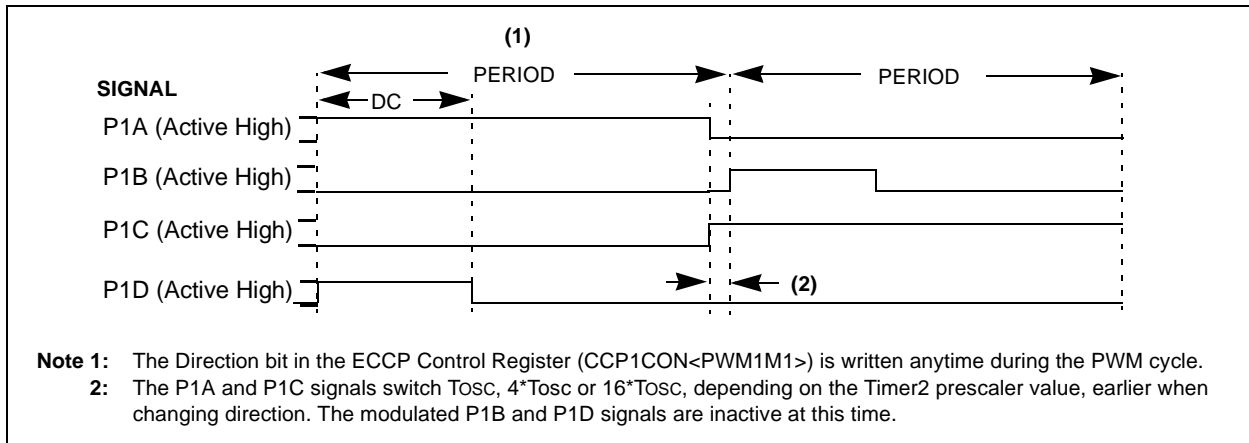 (1)
PERIOD
PERIOD
SIGNAL
DC
P1A (Active High)
P1B (Active High)
P1C (Active High)
P1D (Active High)
(2)
Note 1: The Direction bit in the ECCP Control Register (CCP1CON<PWM1M1>) is written anytime during the PWM cycle.
2: The P1A and P1C signals switch TOSC, 4*Tosc or 16*TOSC, depending on the Timer2 prescaler value, earlier when
changing direction. The modulated P1B and P1D signals are inactive at this time.